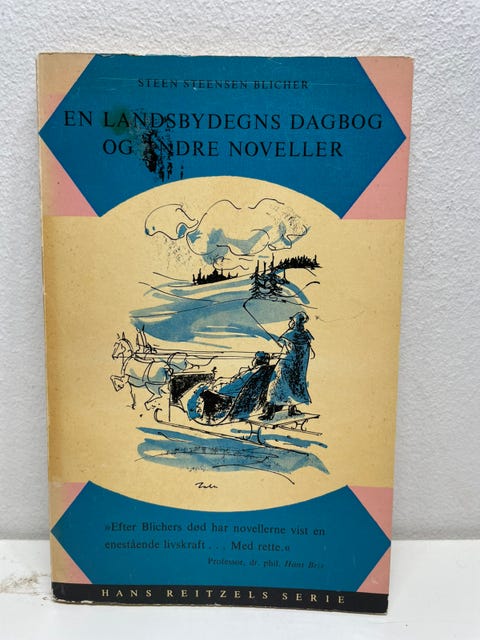 STEEN STEENSEN BLICHER
EN LANDSBYDEGNS DAGBOG
OG ANDRE NOVELLER
»Efter Blichers død har novellerne vist en
enestående livskraft . . . Med rette.«
Professor, dr. phil. Hans Brix
HANS REITZELS SERIE